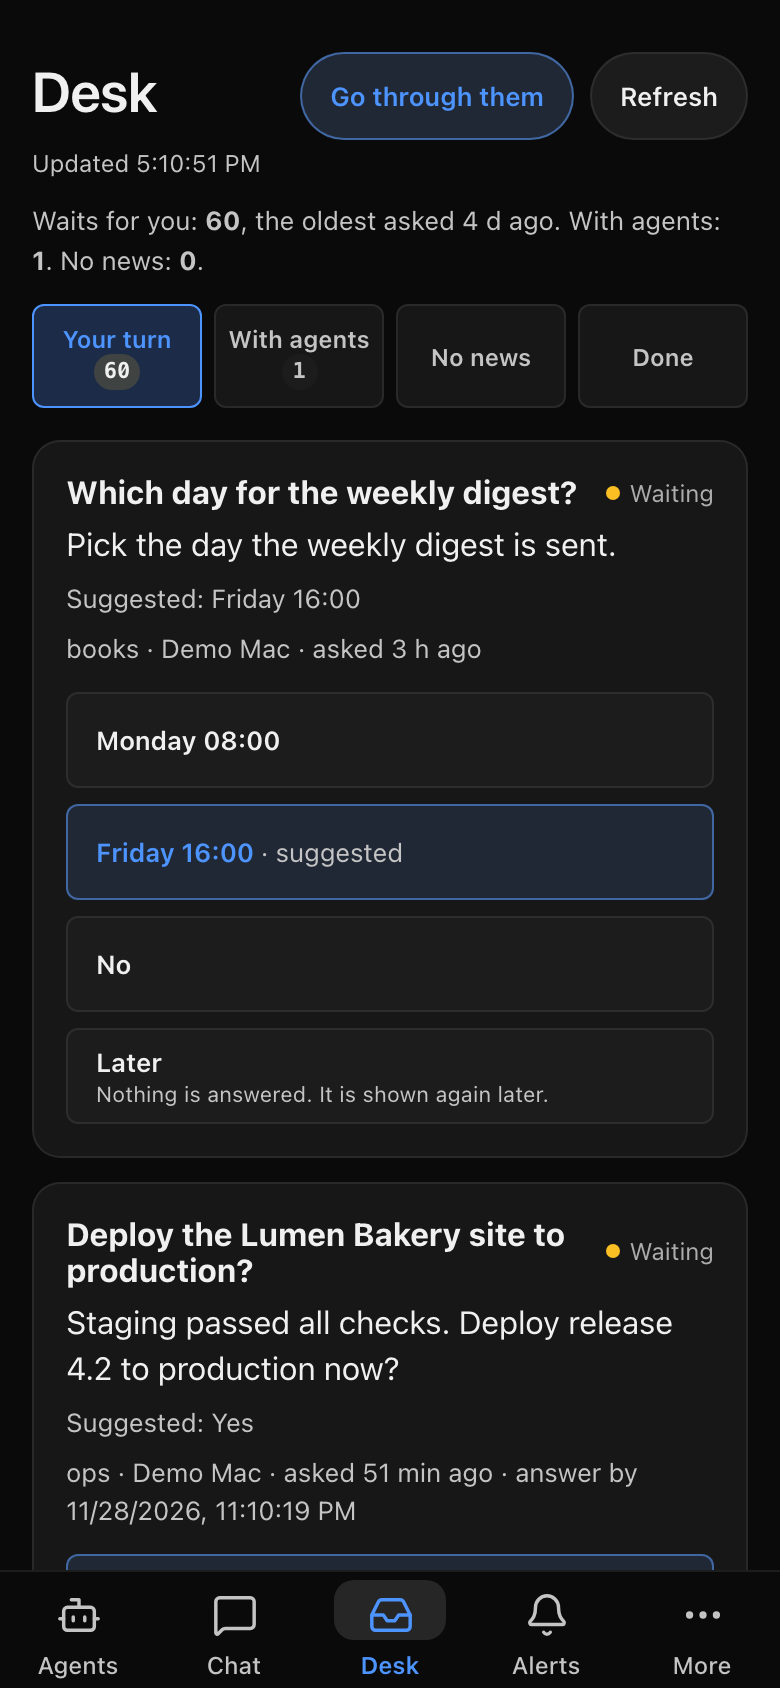 Desk
Go through them
Refresh
Updated 5:10:51 PM
Waits for you: 60, the oldest asked 4 d ago. With agents:
1. No news: 0.
Your turn
60
With agents
1
No news
Done
Which day for the weekly digest?
Waiting
Pick the day the weekly digest is sent.
Suggested: Friday 16:00
books · Demo Mac · asked 3 h ago
Monday 08:00
Friday 16:00 · suggested
No
Later
Nothing is answered. It is shown again later.
Deploy the Lumen Bakery site to
production?
Waiting
Staging passed all checks. Deploy release
4.2 to production now?
Suggested: Yes
ops · Demo Mac · asked 51 min ago · answer by
11/28/2026, 11:10:19 PM
Agents
Chat
Desk
Alerts
More